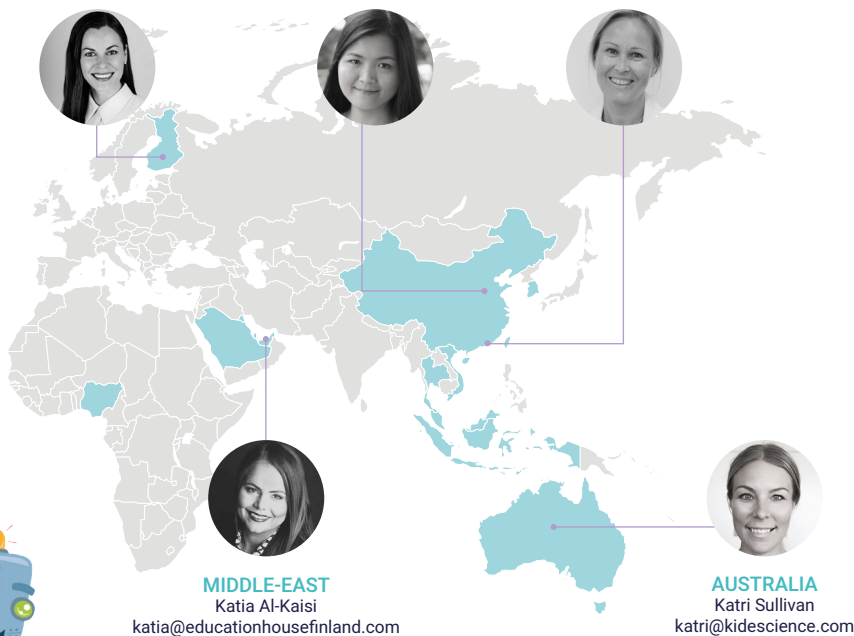 MIDDLE-EAST
Katia Al-Kaisi
katia@educationhousefinland.com
AUSTRALIA
Katri Sullivan
katri@kidescience.com